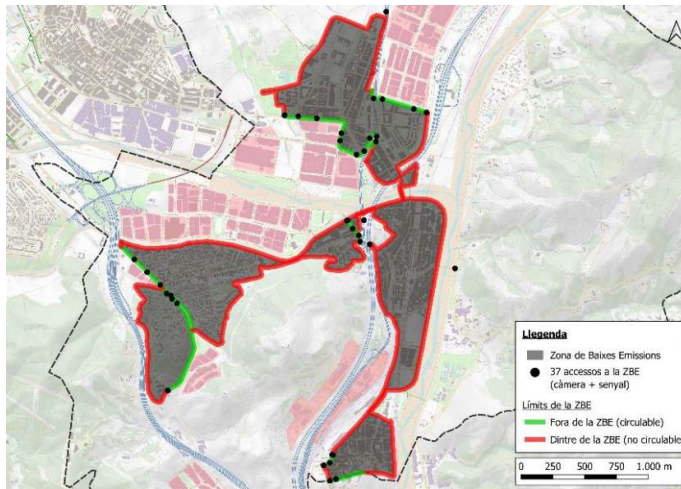 Llegenda
Zona de Baixes Emissions
37 accessos a la ZBE
(càmera + senyal)
Límits de la ZBE
Fora de la ZBE (circulable)
Dintre de la ZBE (no circulable)
0 250 500 750 1.000 m